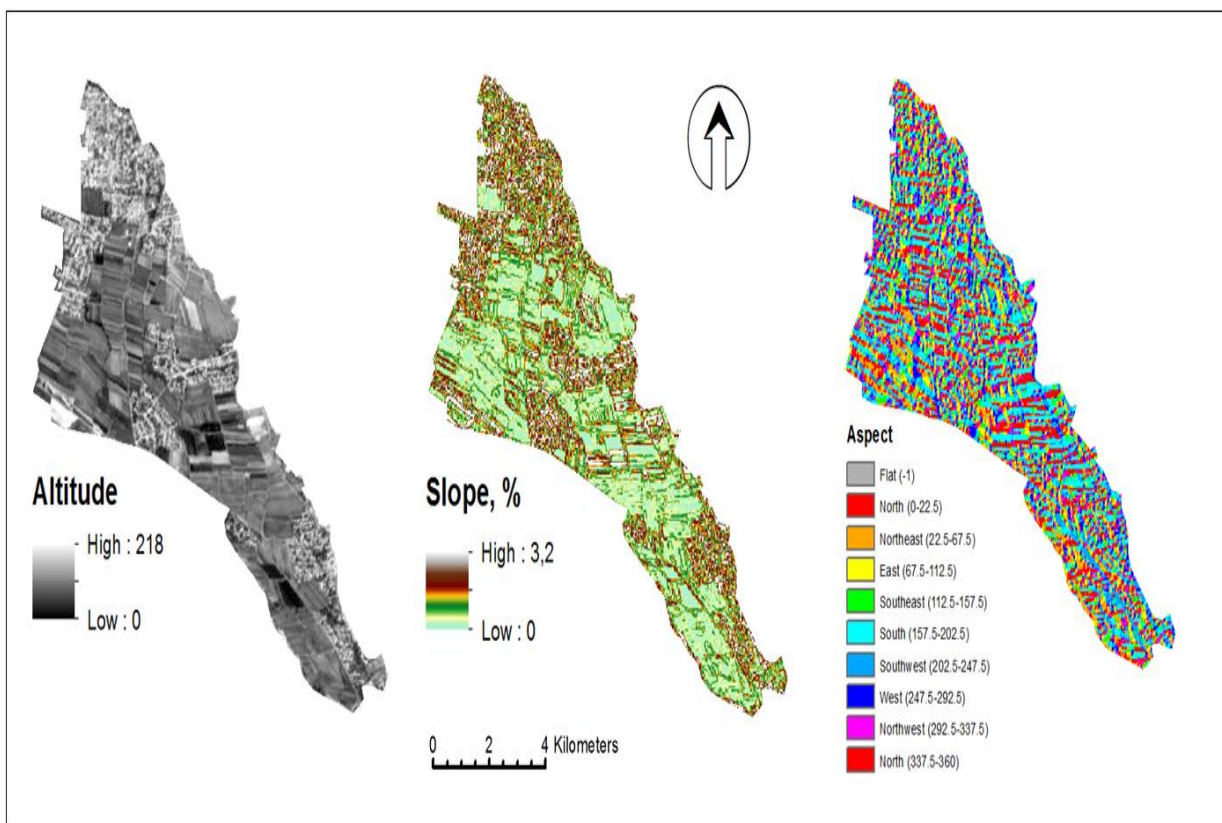 Altitude
High : 218
Low : 0
Slope, %
High : 3,2
Low : 0
0 2 4 Kilometers
Aspect
Flat (-1)
North (0-22.5)
Northeast (22.5-67.5)
East (67.5-112.5)
Southeast (112.5-157.5)
South (157.5-202.5)
Southwest (202.5-247.5)
West (247.5-292.5)
Northwest (292.5-337.5)
North (337.5-360)